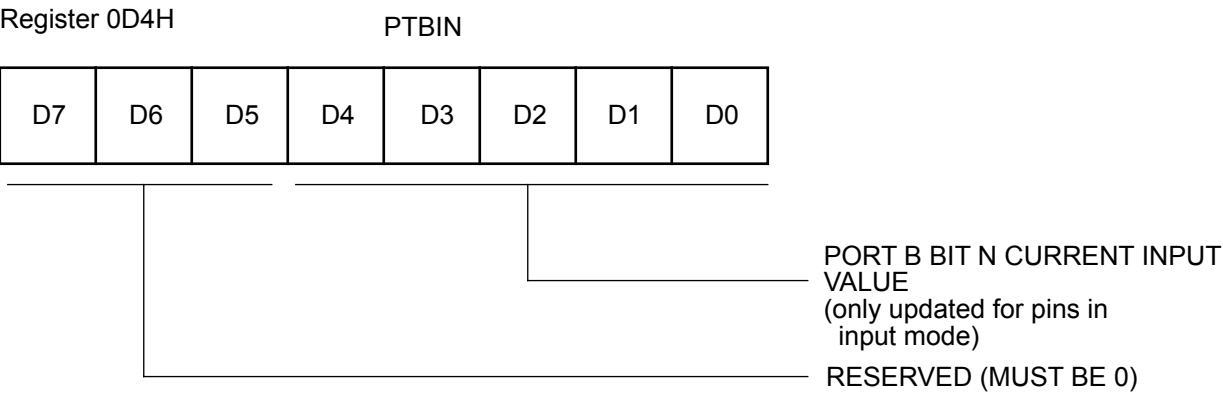 Register 0D4H
PTBIN
D7 D6 D5 D4 D3 D2 D1 D0
PORT B BIT N CURRENT INPUT
VALUE
(only updated for pins in
input mode)
RESERVED (MUST BE 0)